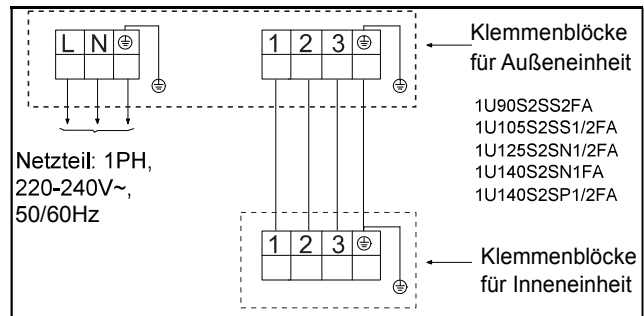 L N
1 2 3
Klemmenblöcke
für Außeneinheit
1U90S2SS2FA
1U105S2SS1/2FA
1U125S2SN1/2FA
1U140S2SN1FA
1U140S2SP1/2FA
Netzteil: 1PH,
220-240V~,
50/60Hz
1 2 3
Klemmenblöcke
für Inneneinheit